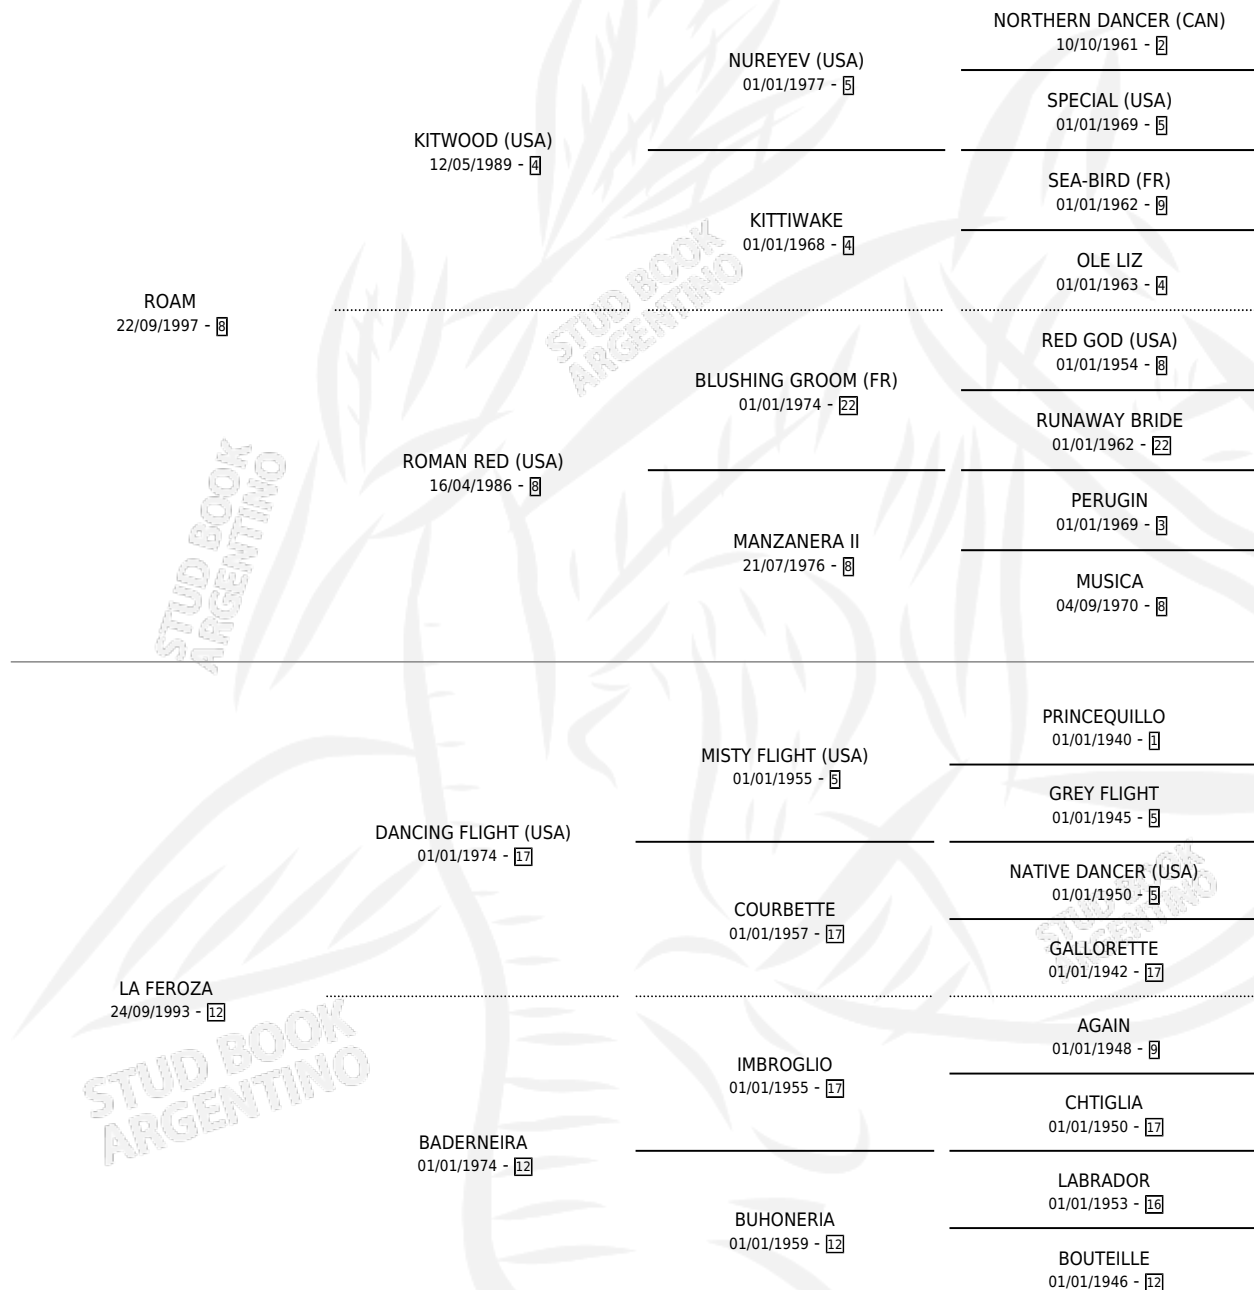 NORTHERN DANCER (CAN)
10/10/1961 - 2
NUREYEV (USA)
01/01/1977 - 5
SPECIAL (USA)
01/01/1969 - 5
KITWOOD (USA)
12/05/1989 - 4
SEA-BIRD (FR)
01/01/1962 - 9
KITTIWAKE
01/01/1968 - 4
OLE LIZ
01/01/1963 - 4
ROAM
22/09/1997 - 8
RED GOD (USA)
01/01/1954 - 8
BLUSHING GROOM (FR)
01/01/1974 - 22
RUNAWAY BRIDE
01/01/1962 - 22
ROMAN RED (USA)
16/04/1986 - 8
PERUGIN
01/01/1969 - 3
MANZANERA II
21/07/1976 - 8
MUSICA
04/09/1970 - 8
PRINCEQUILLO
01/01/1940 - 1
MISTY FLIGHT (USA)
01/01/1955 - 5
GREY FLIGHT
01/01/1945 - 5
DANCING FLIGHT (USA)
01/01/1974 - 17
NATIVE DANCER (USA)
01/01/1950 - 5
COURBETTE
01/01/1957 - 17
GALLORETTE
01/01/1942 - 17
LA FEROZA
24/09/1993 - 12
AGAIN
01/01/1948 - 9
IMBROGLIO
01/01/1955 - 17
CHTIGLIA
01/01/1950 - 17
BADERNEIRA
01/01/1974 - 12
LABRADOR
01/01/1953 - 16
BUHONERIA
01/01/1959 - 12
BOUTEILLE
01/01/1946 - 12
STUD BOOK
ARGENTINO
STUD BOOK
ARGENTINO
STUD BOOK
ARGENTINO
STUD BOOK
ARGENTINO